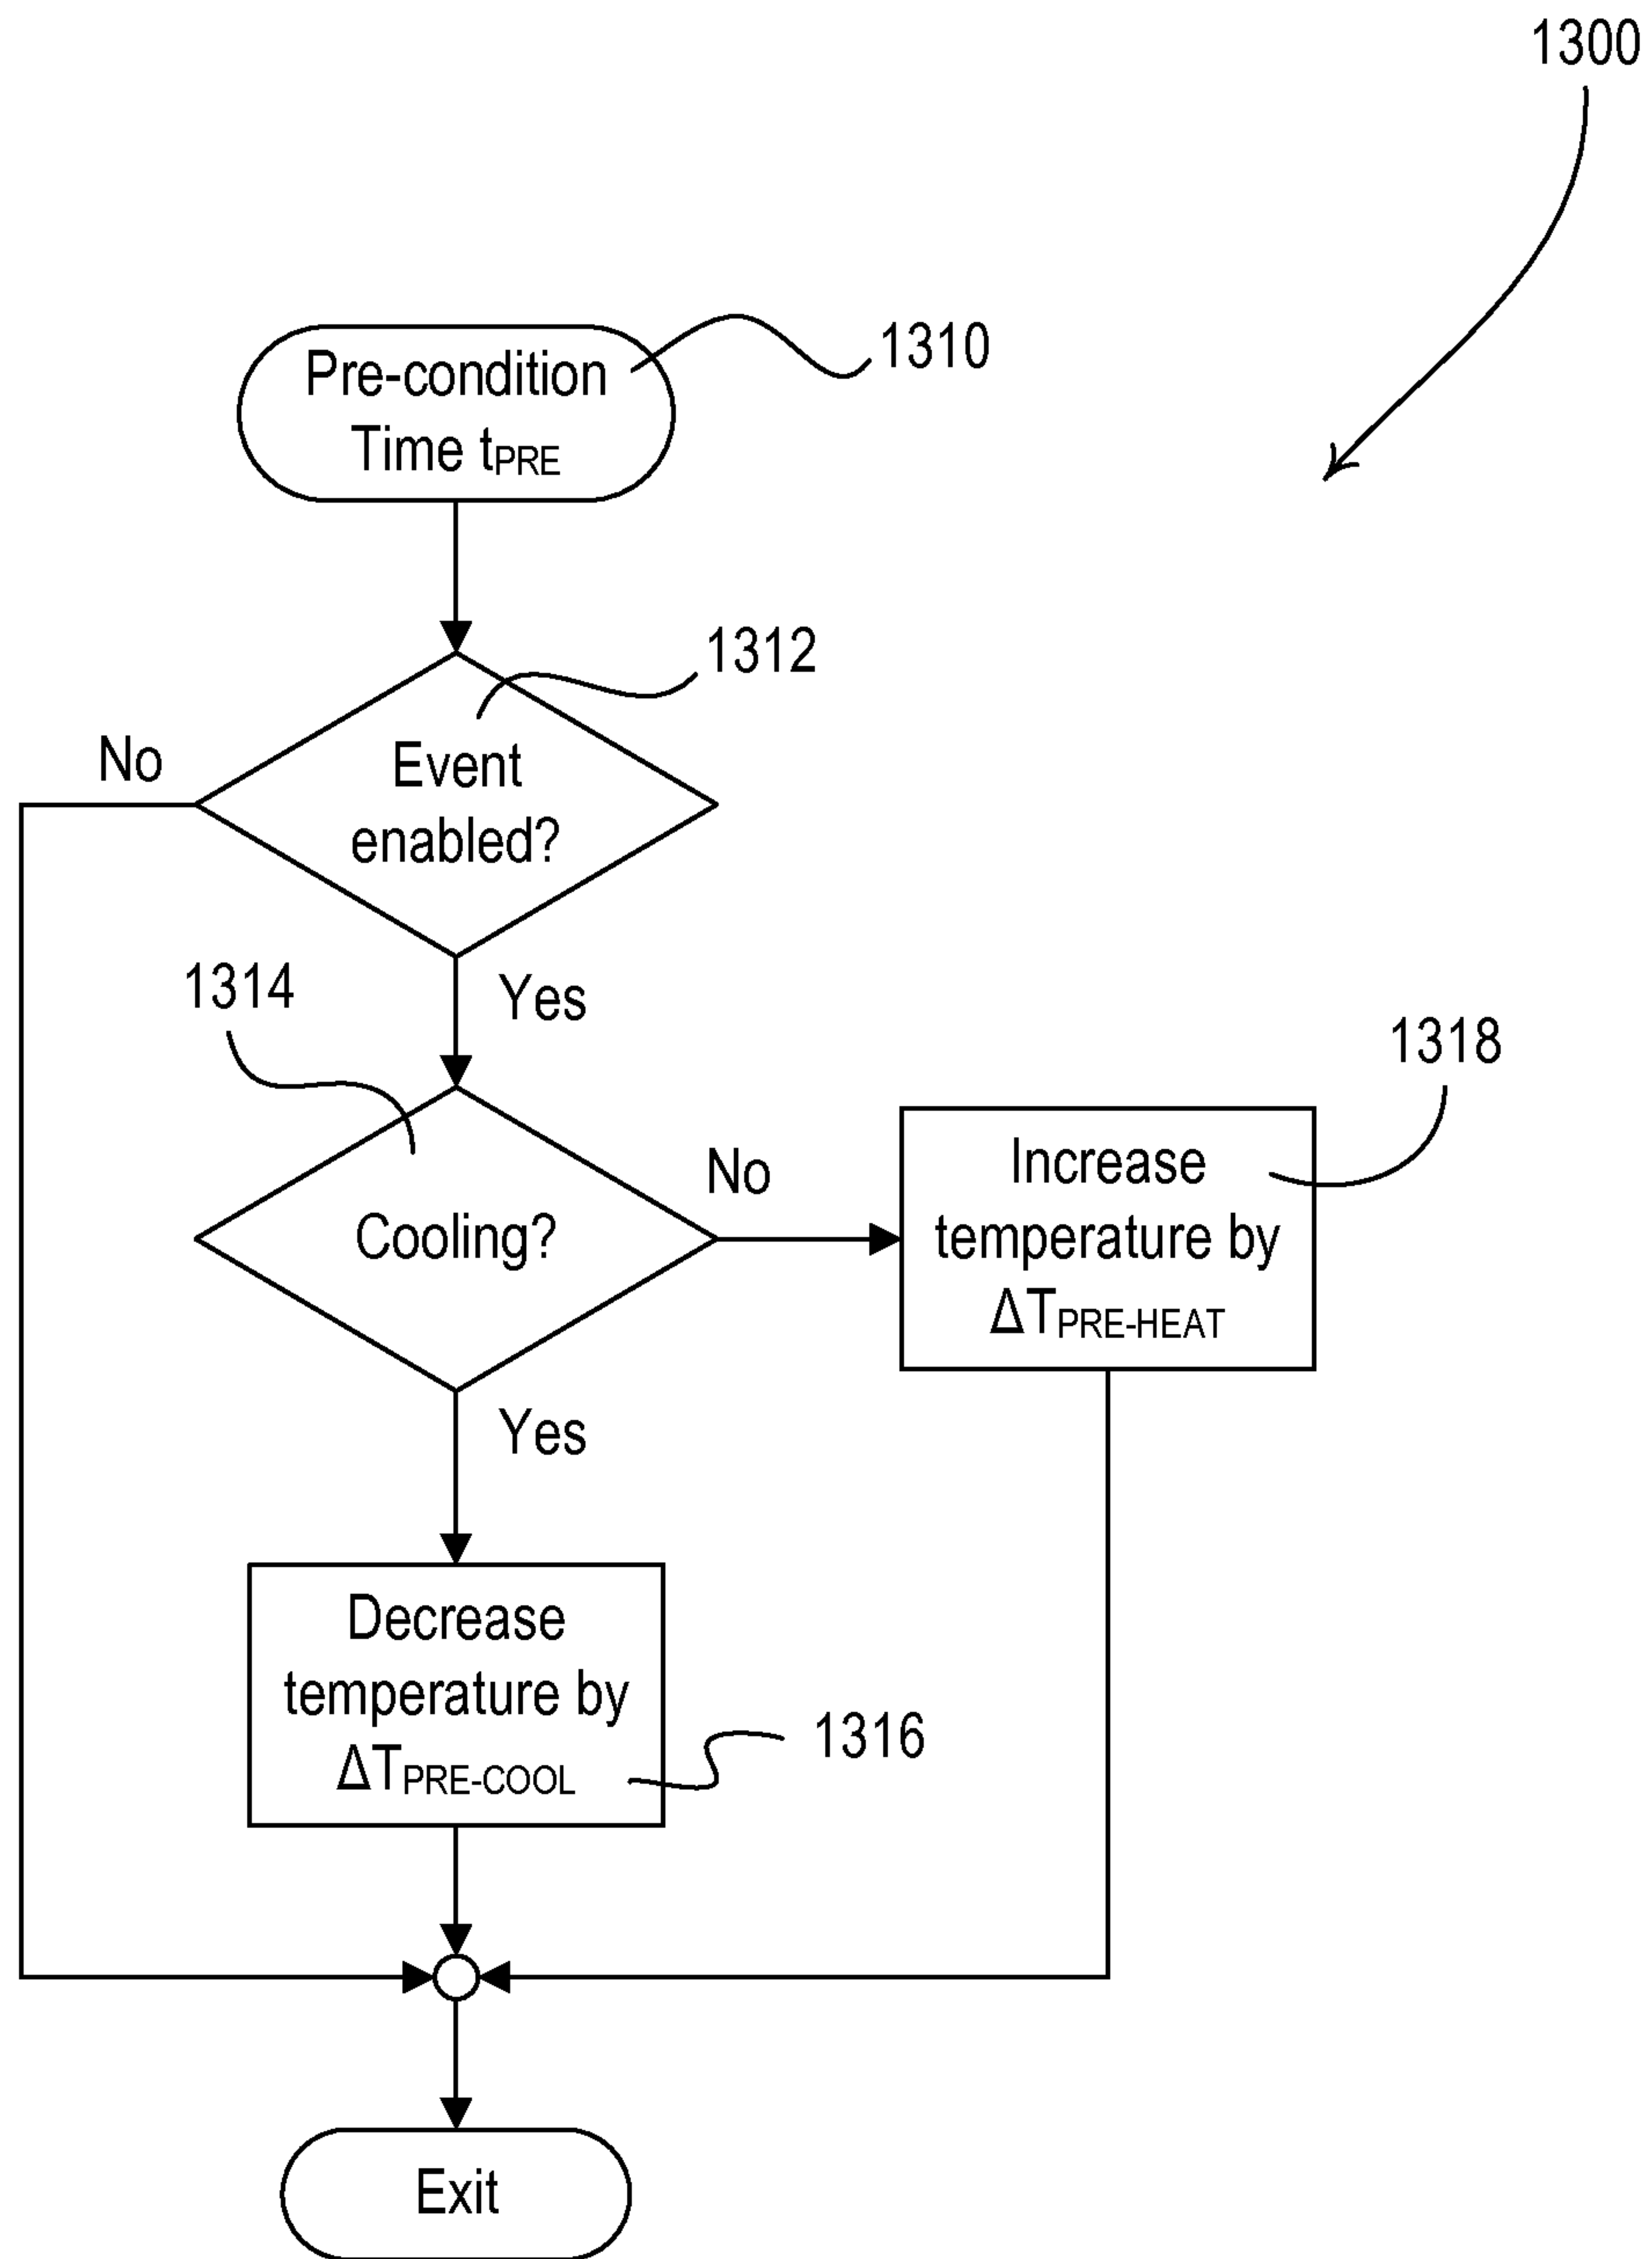 1300
Pre-condition
Time tPRE
1310
1312
No
Event
enabled?
1314
Yes
1318
No
Increase
temperature by
ΔTPRE-HEAT
Cooling?
Yes
Decrease
temperature by
ΔTPRE-COOL
1316
Exit